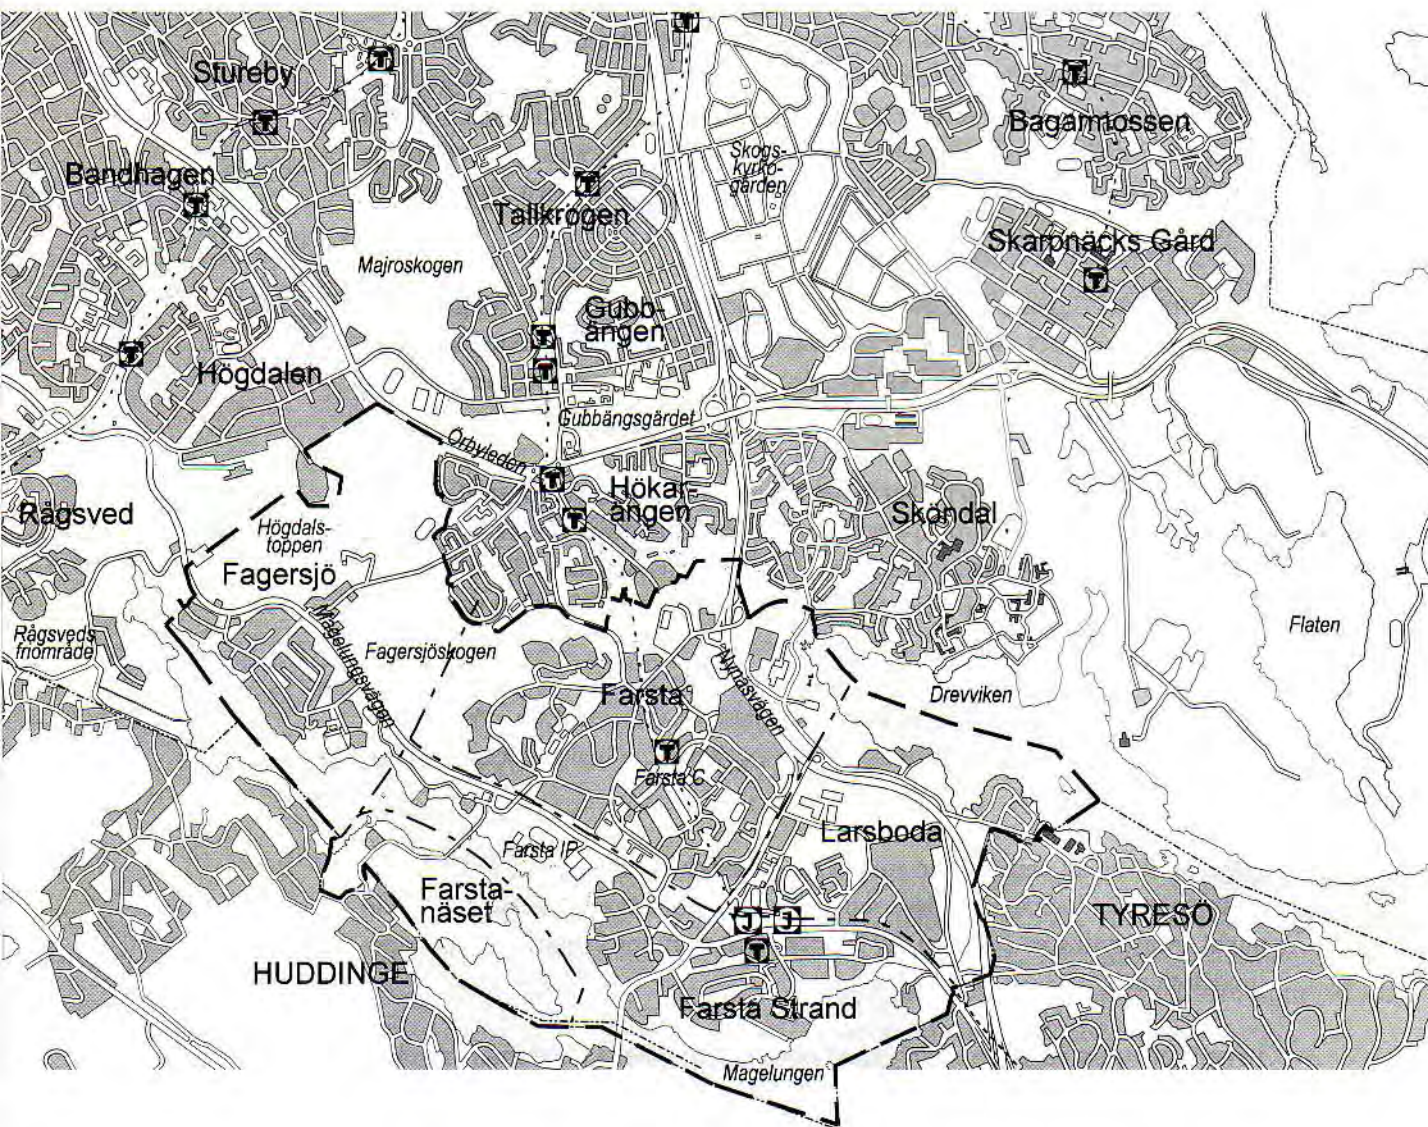 T
T
Stureby
T
T
Bagarmossen
Skogs-
kyrko-
gården
Bandhagen
T
T
Tallkrogen
T
Skarpnäcks Gård
T
Majroskogen
Gubb-
ängen
T
T
T
Högdalen
Gubbängsgärdet
Örbyleden
T
Hökar-
ängen
T
Rågsved
Högdals-
toppen
Sköndal
Fagersjö
Magelungsvägen
Rågsveds
friområde
Fagersjöskogen
Flaten
Nynäsvägen
Farsta
Drevviken
T
Farsta C
Larsboda
Farsta IP
Farsta-
näset
J
J
TYRESÖ
T
HUDDINGE
Farsta Strand
Magelungen